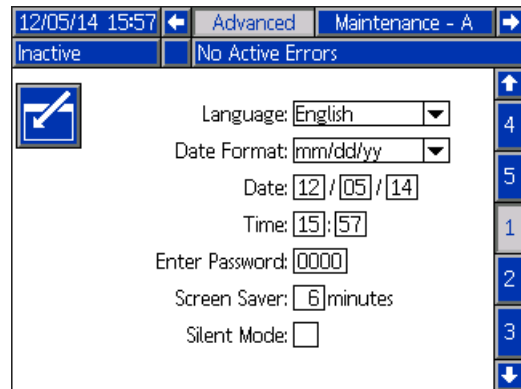 12/05/14 15:57 Advanced Maintenance - A
Inactive No Active Errors
Language: English
4
Date Format: mm/dd/yy
5
Date: 12 / 05 / 14
Time: 15 : 57
1
Enter Password: 0000
2
Screen Saver: 6 minutes
3
Silent Mode: